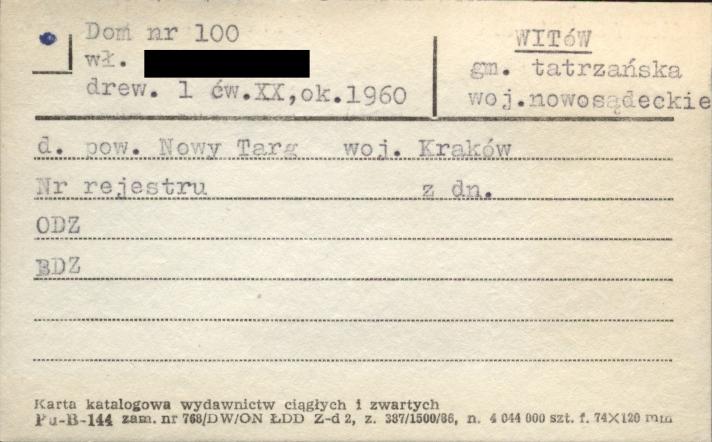 Dom nr 100
wł.
drew. 1 ćw.XX,ok.1960
WITÓW
gm. tatrzańska
woj.nowosądeckie
d. pow. Nowy Targ woj. Kraków
Nr rejestru z dn.
ODZ
BDZ
Karta katalogowa wydawnictw ciągłych i zwartych
Pu-B-144 zam. nr 768/DW/ON ŁDD Z-d 2, z. 387/1500/86, n. 4 044 000 szt. f. 74×120 mm